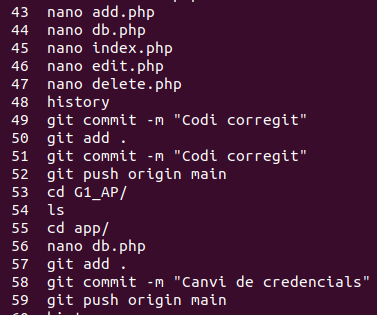 43 nano add.php
44 nano db.php
45 nano index.php
46 nano edit.php
47 nano delete.php
48 history
49 git commit -m "Codi corregit"
50 git add .
51 git commit -m "Codi corregit"
52 git push origin main
53 cd G1_AP/
54 ls
55 cd app/
56 nano db.php
57 git add .
58 git commit -m "Canvi de credencials"
59 git push origin main